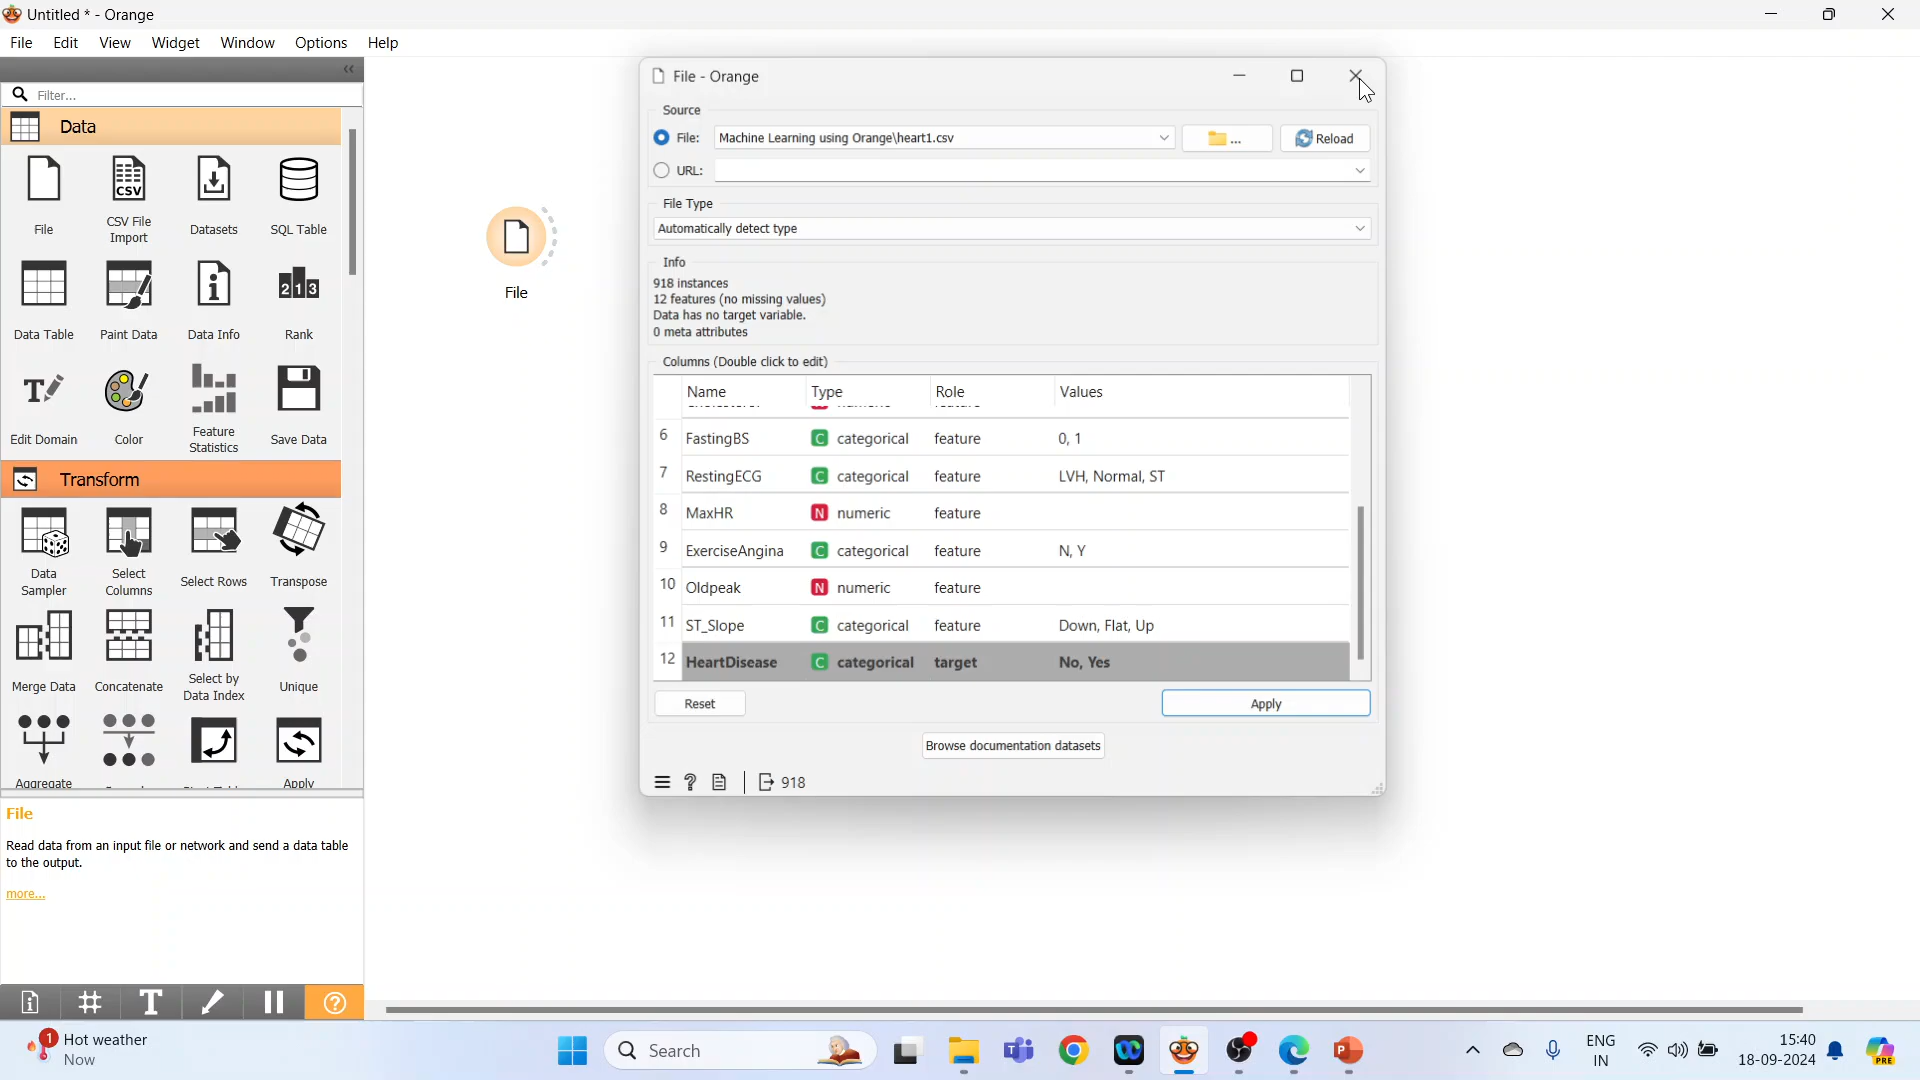 Untitled * - Orange
File Edit View Widget Window Options Help
Filter...
Data
File
CSV File Import
Datasets
SQL Table
Data Table
Paint Data
Data Info
Rank
Edit Domain
Color
Feature Statistics
Save Data
Transform
Data Sampler
Select Columns
Select Rows
Transpose
Merge Data
Concatenate
Select by Data Index
Unique
Aggregate
Apply
File
Read data from an input file or network and send a data table
to the output.
more...
File
File - Orange
Source
File: Machine Learning using Orange\heart1.csv ... Reload
URL:
File Type
Automatically detect type
Info
918 instances
12 features (no missing values)
Data has no target variable.
0 meta attributes
Columns (Double click to edit)
Name Type Role Values
6 FastingBS C categorical feature 0, 1
7 RestingECG C categorical feature LVH, Normal, ST
8 MaxHR N numeric feature
9 ExerciseAngina C categorical feature N, Y
10 Oldpeak N numeric feature
11 ST_Slope C categorical feature Down, Flat, Up
12 HeartDisease C categorical target No, Yes
Reset Apply
Browse documentation datasets
918
1 Hot weather
Now
Search
ENG
IN
15:40
18-09-2024
PRE